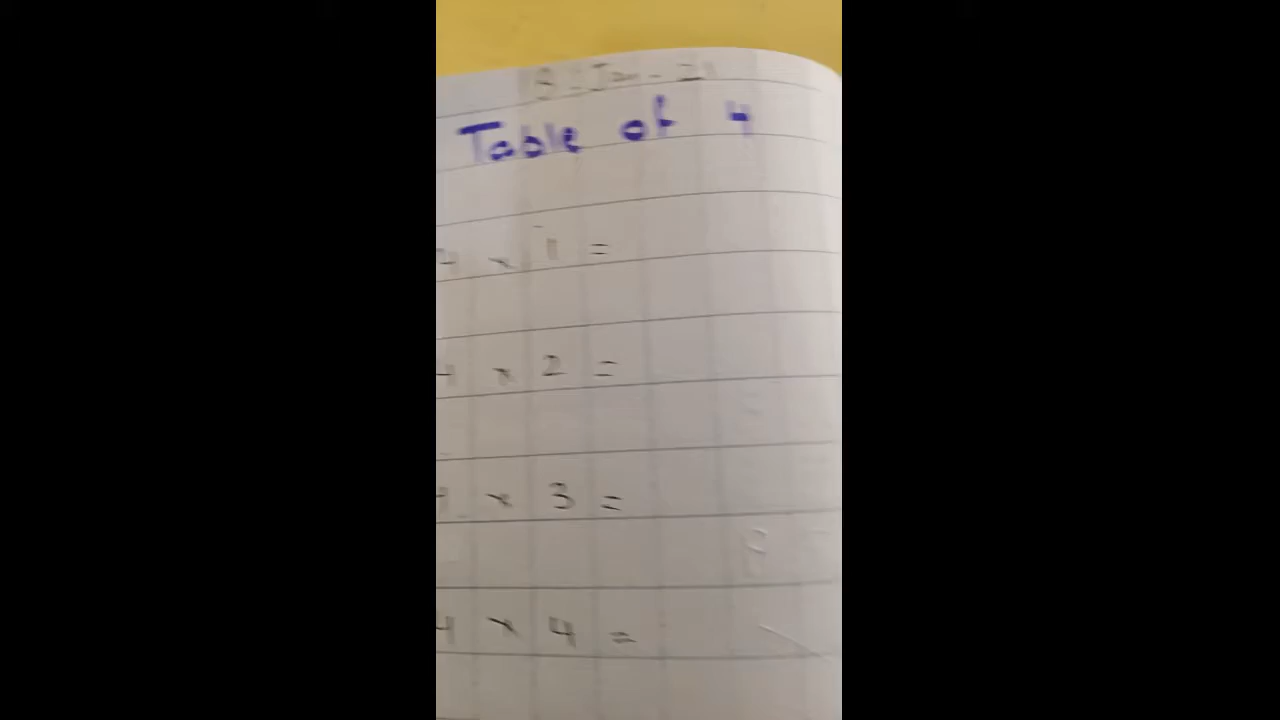 Table of 4
4 × 1 =
4 × 2 =
4 × 3 =
4 × 4 =